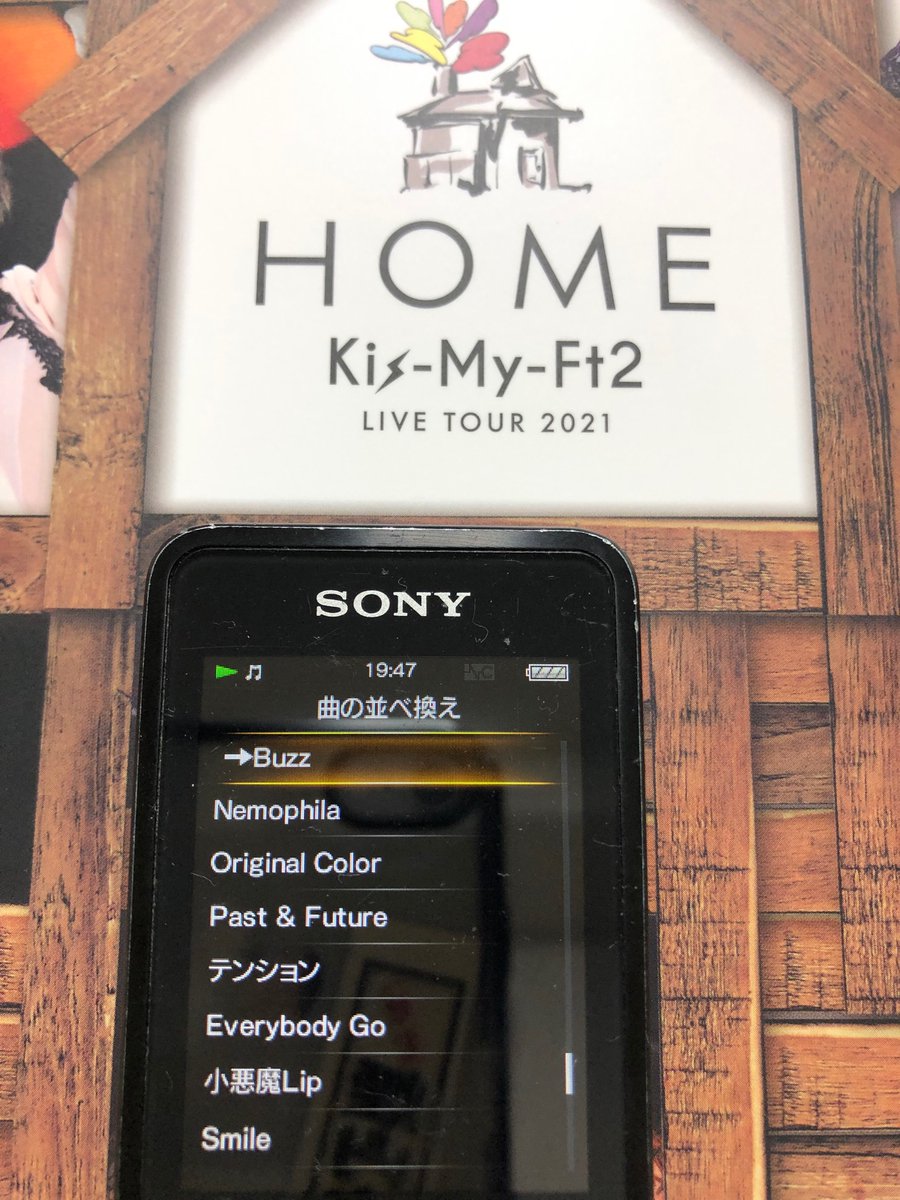 HOME
Kis-My-Ft2
LIVE TOUR 2021
SONY
19:47
曲の並べ換え
➔Buzz
Nemophila
Original Color
Past & Future
テンション
Everybody Go
小悪魔Lip
Smile